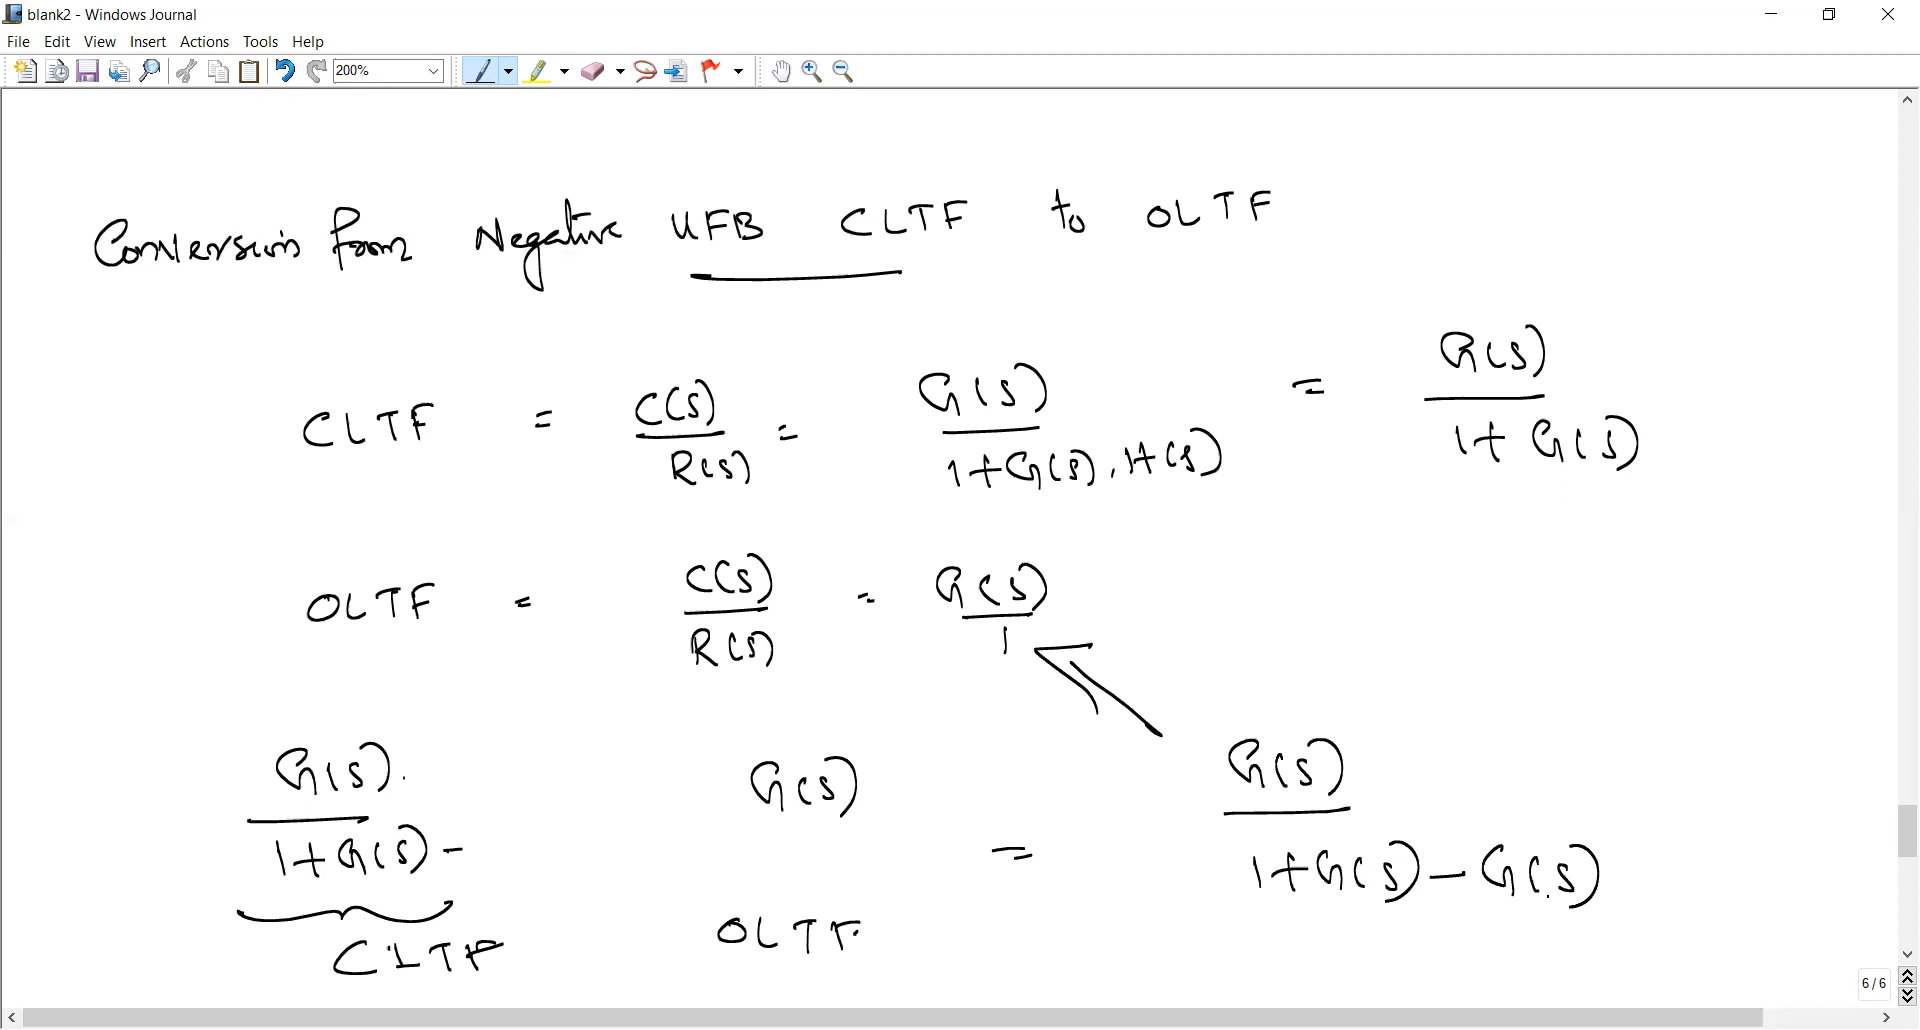 blank2 - Windows Journal
File Edit View Insert Actions Tools Help
200%
Conversion from Negative UFB CLTF to OLTF
CLTF = C(s)/R(s) = G(s)/1+G(s).H(s) = G(s)/1+G(s)
OLTF = C(s)/R(s) = G(s)/1
G(s). G(s) G(s)
1+G(s) - = 1+G(s)-G(s)
CLTF OLTF
6 / 6